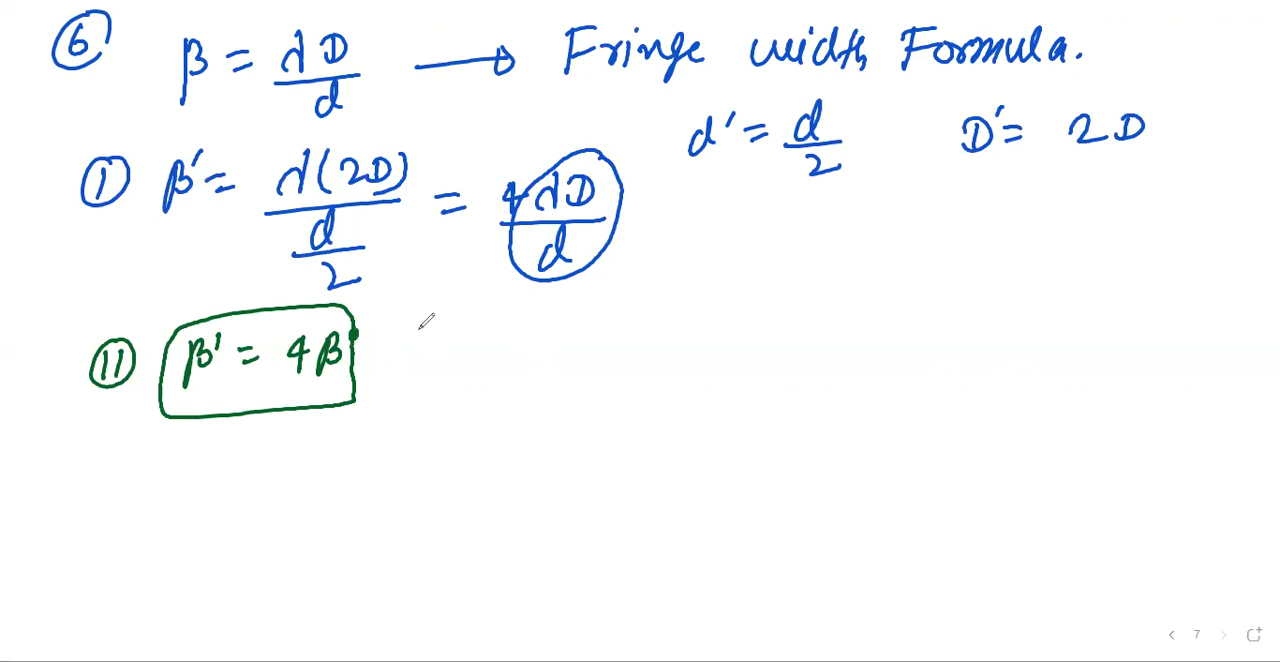 ⑥ β = λD/d → Fringe width Formula.
d' = d/2 D' = 2D
① β' = λ(2D)/(d/2) = 4λD/d
⑪ β' = 4β
7